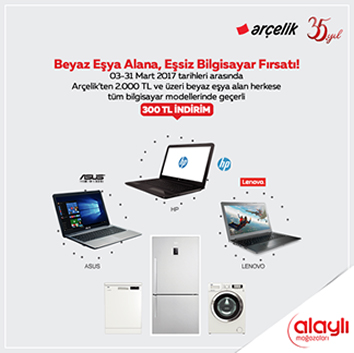 arçelik 35 yıl
Beyaz Eşya Alana, Eşsiz Bilgisayar Fırsatı!
03-31 Mart 2017 tarihleri arasında
Arçelik'ten 2.000 TL ve üzeri beyaz eşya alan herkese
tüm bilgisayar modellerinde geçerli
300 TL İNDİRİM
hp
ASUS
Lenovo
HP
ASUS
LENOVO
alaylı
mağazaları